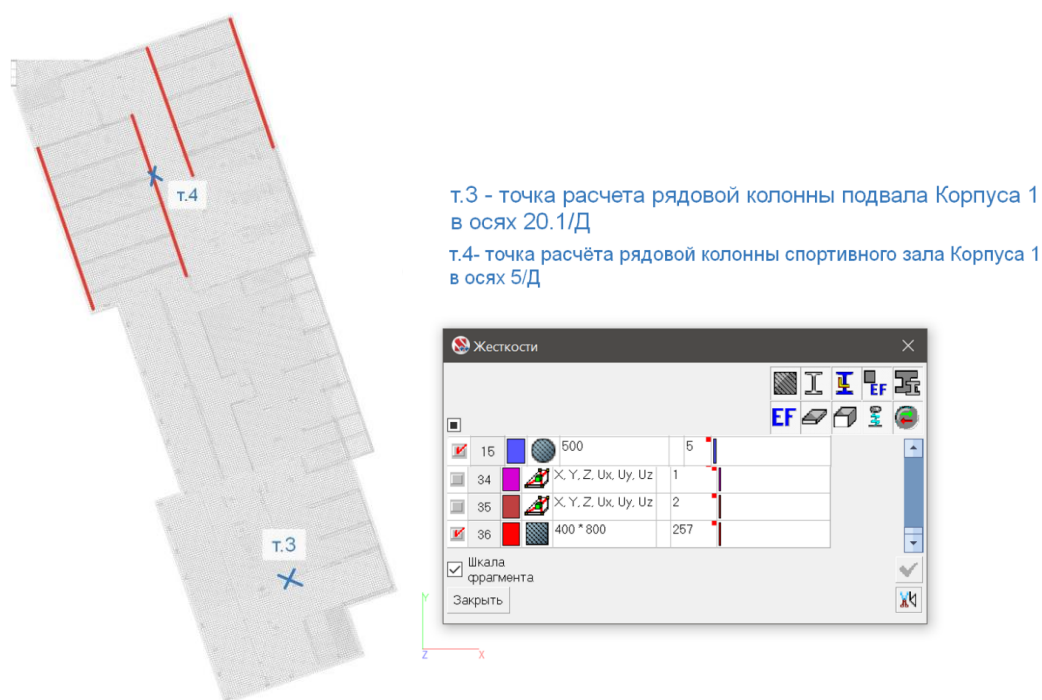 т.4
т.3 - точка расчета рядовой колонны подвала Корпуса 1
в осях 20.1/Д
т.4- точка расчёта рядовой колонны спортивного зала Корпуса 1
в осях 5/Д
Жесткости
EF
EF
15 500 5
34 X, Y, Z, Ux, Uy, Uz 1
35 X, Y, Z, Ux, Uy, Uz 2
36 400 * 800 257
Шкала
фрагмента
Закрыть
т.3
Y
Z X